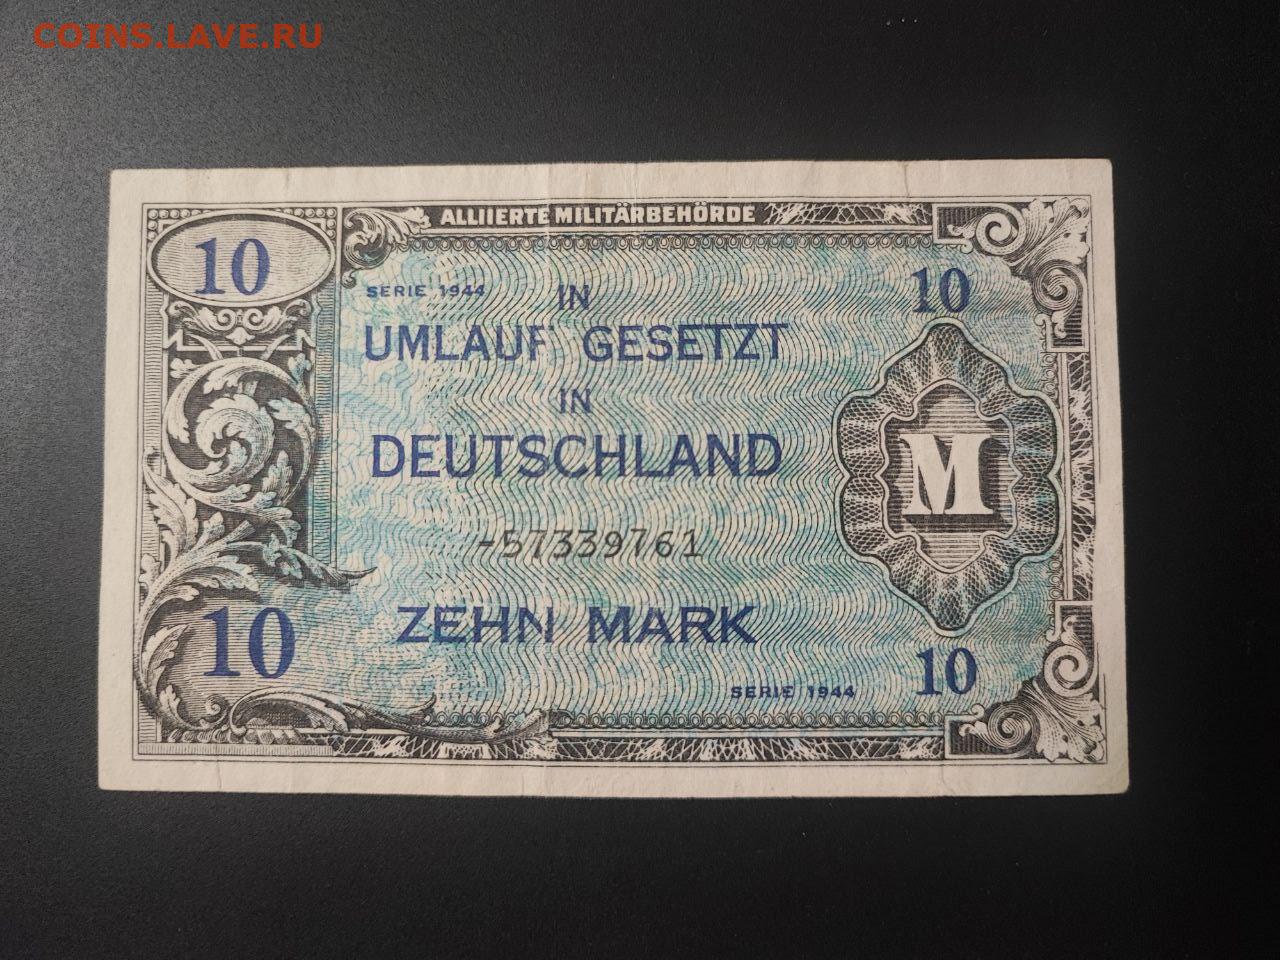 COINS.LAVE.RU
ALLIIERTE MILITÄRBEHÖRDE
10
10
SERIE 1944
IN
UMLAUF GESETZT
IN
DEUTSCHLAND
M
-57339761
10
ZEHN MARK
10
SERIE 1944